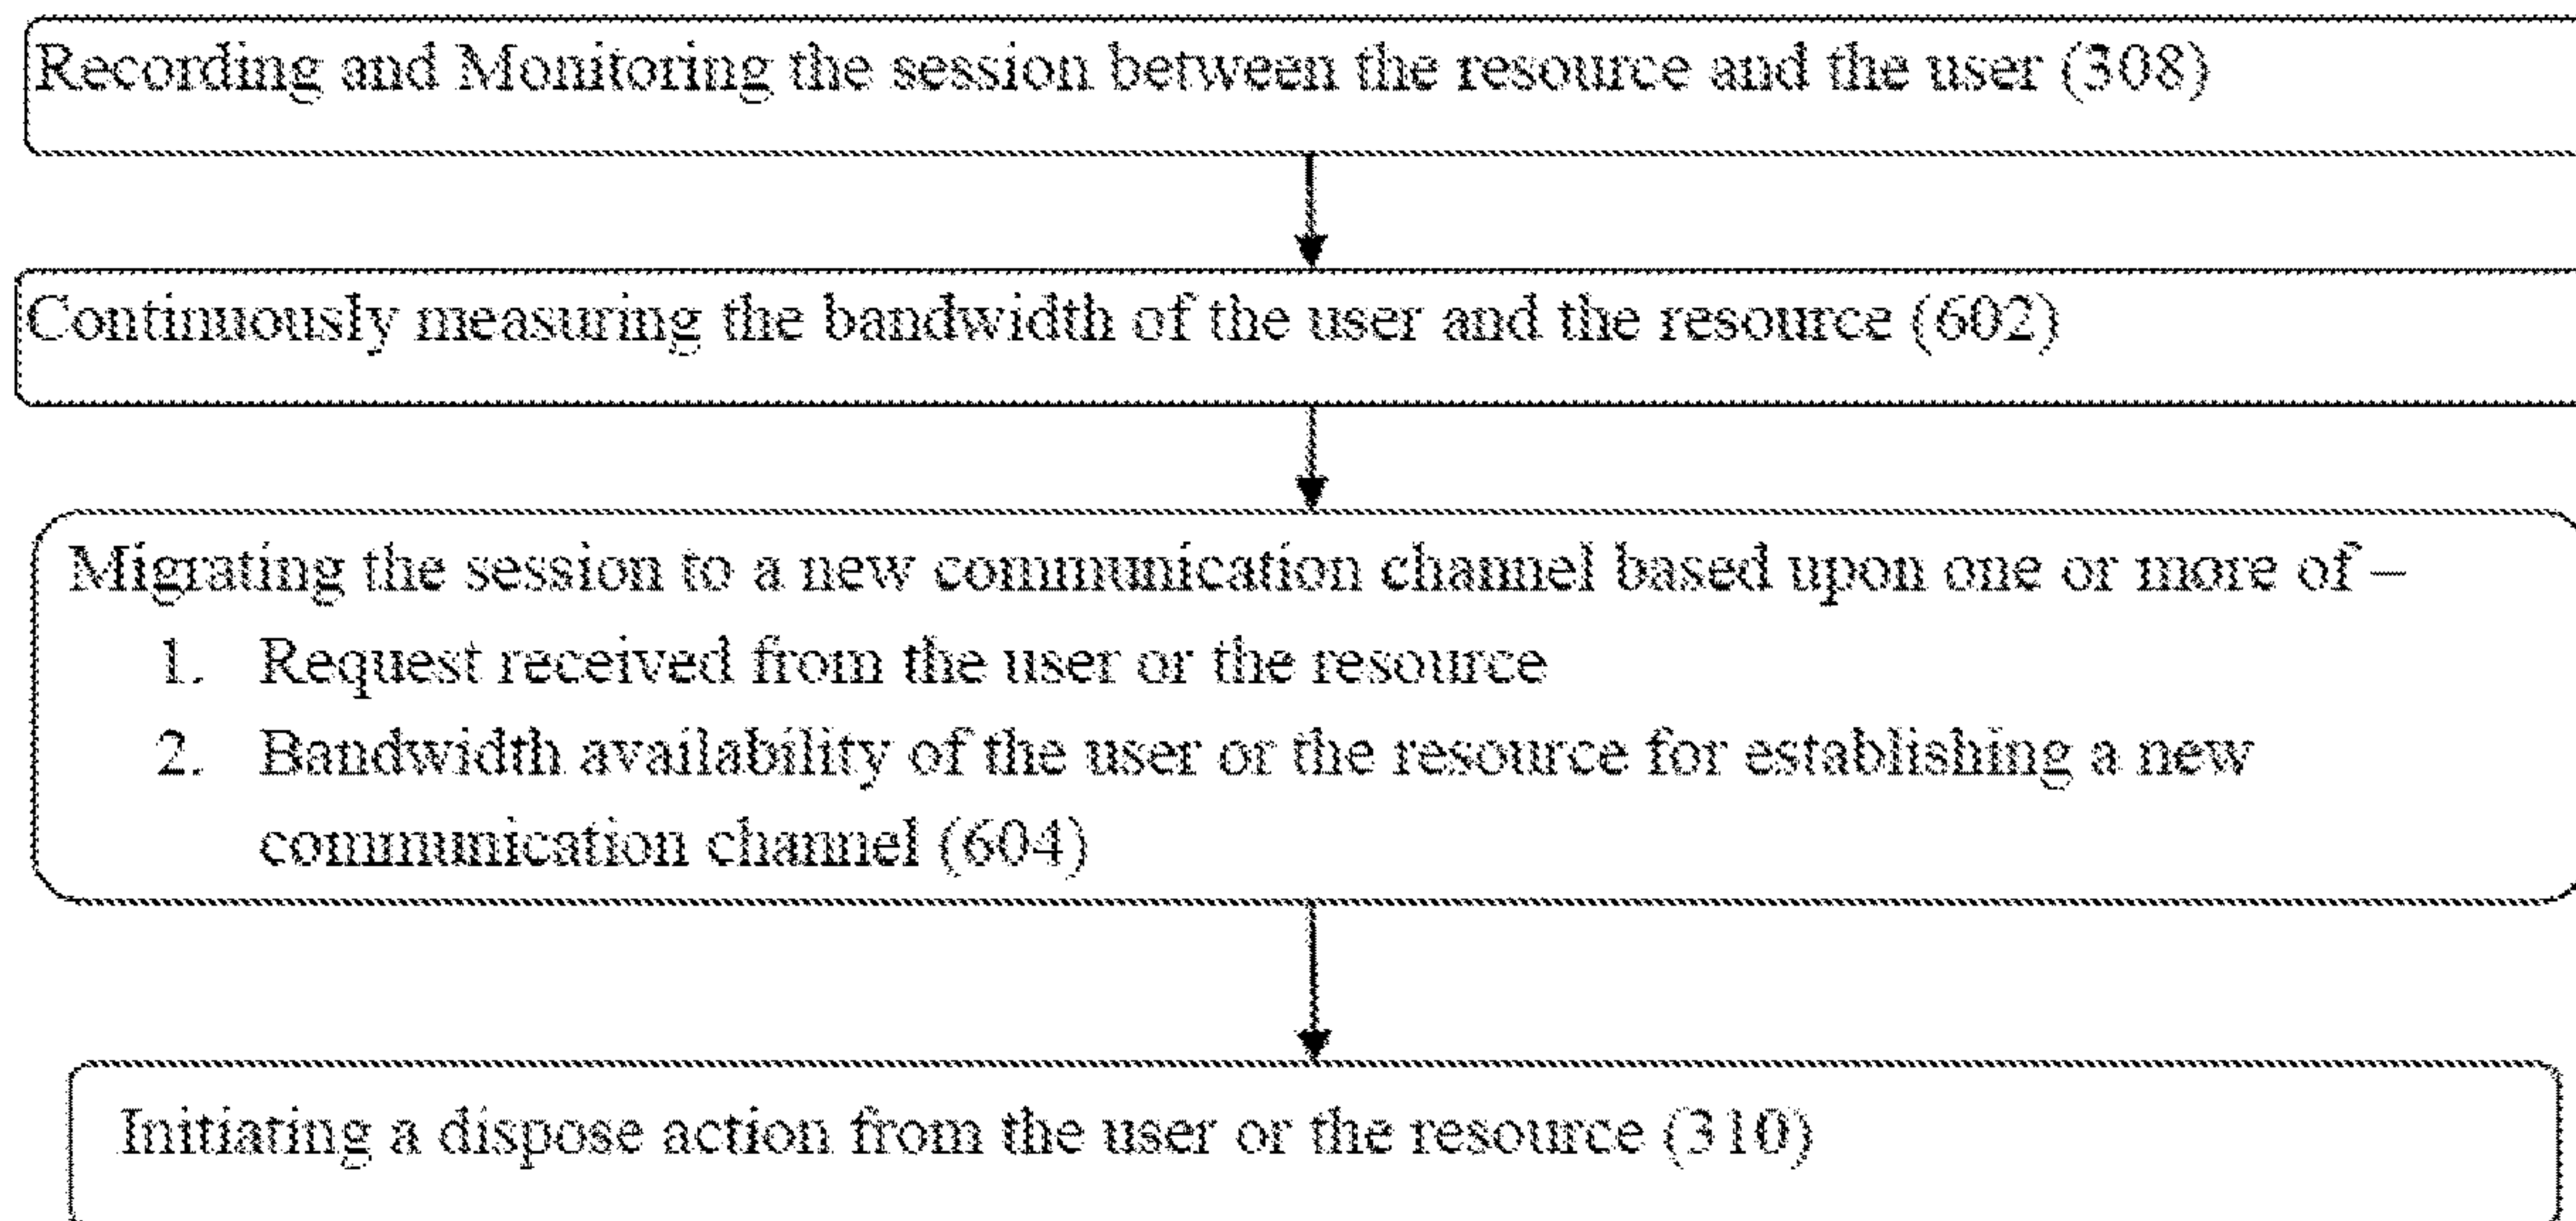 Recording and Monitoring the session between the resource and the user (308)
Continuously measuring the bandwidth of the user and the resource (602)
Migrating the session to a new communication channel based upon one or more of –
1. Request received from the user or the resource
2. Bandwidth availability of the user or the resource for establishing a new
communication channel (604)
Initiating a dispose action from the user or the resource (310)